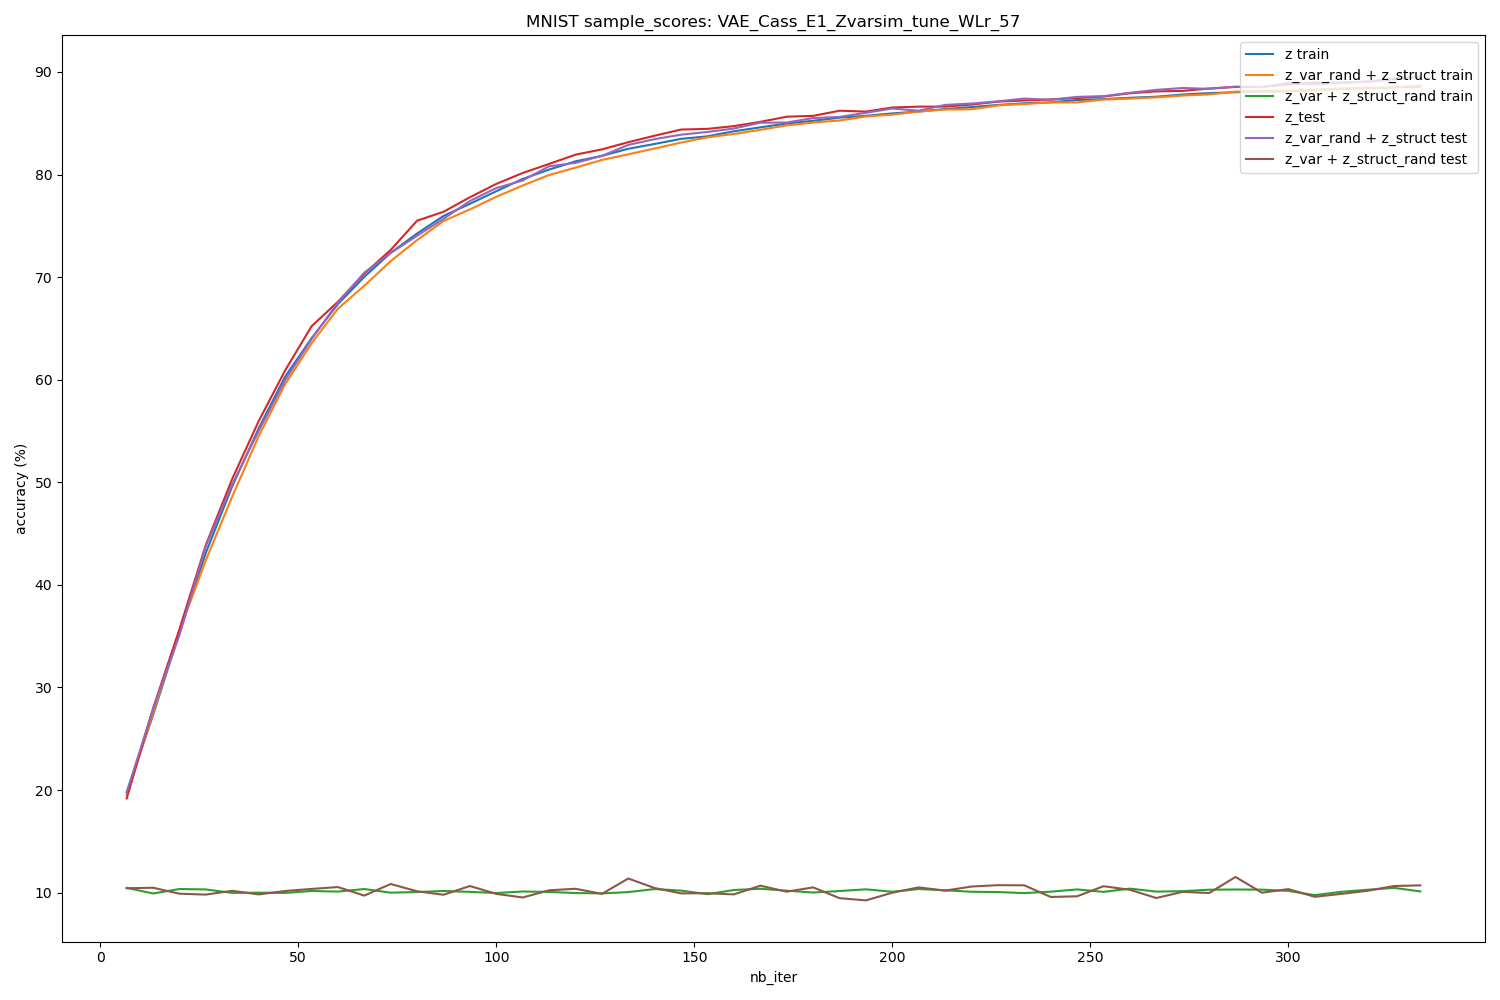 MNIST sample_scores: VAE_Cass_E1_Zvarsim_tune_WLr_57
z train
z_var_rand + z_struct train
z_var + z_struct_rand train
z_test
z_var_rand + z_struct test
z_var + z_struct_rand test
90
80
70
60
50
40
30
20
10
accuracy (%)
0
50
100
150
200
250
300
nb_iter